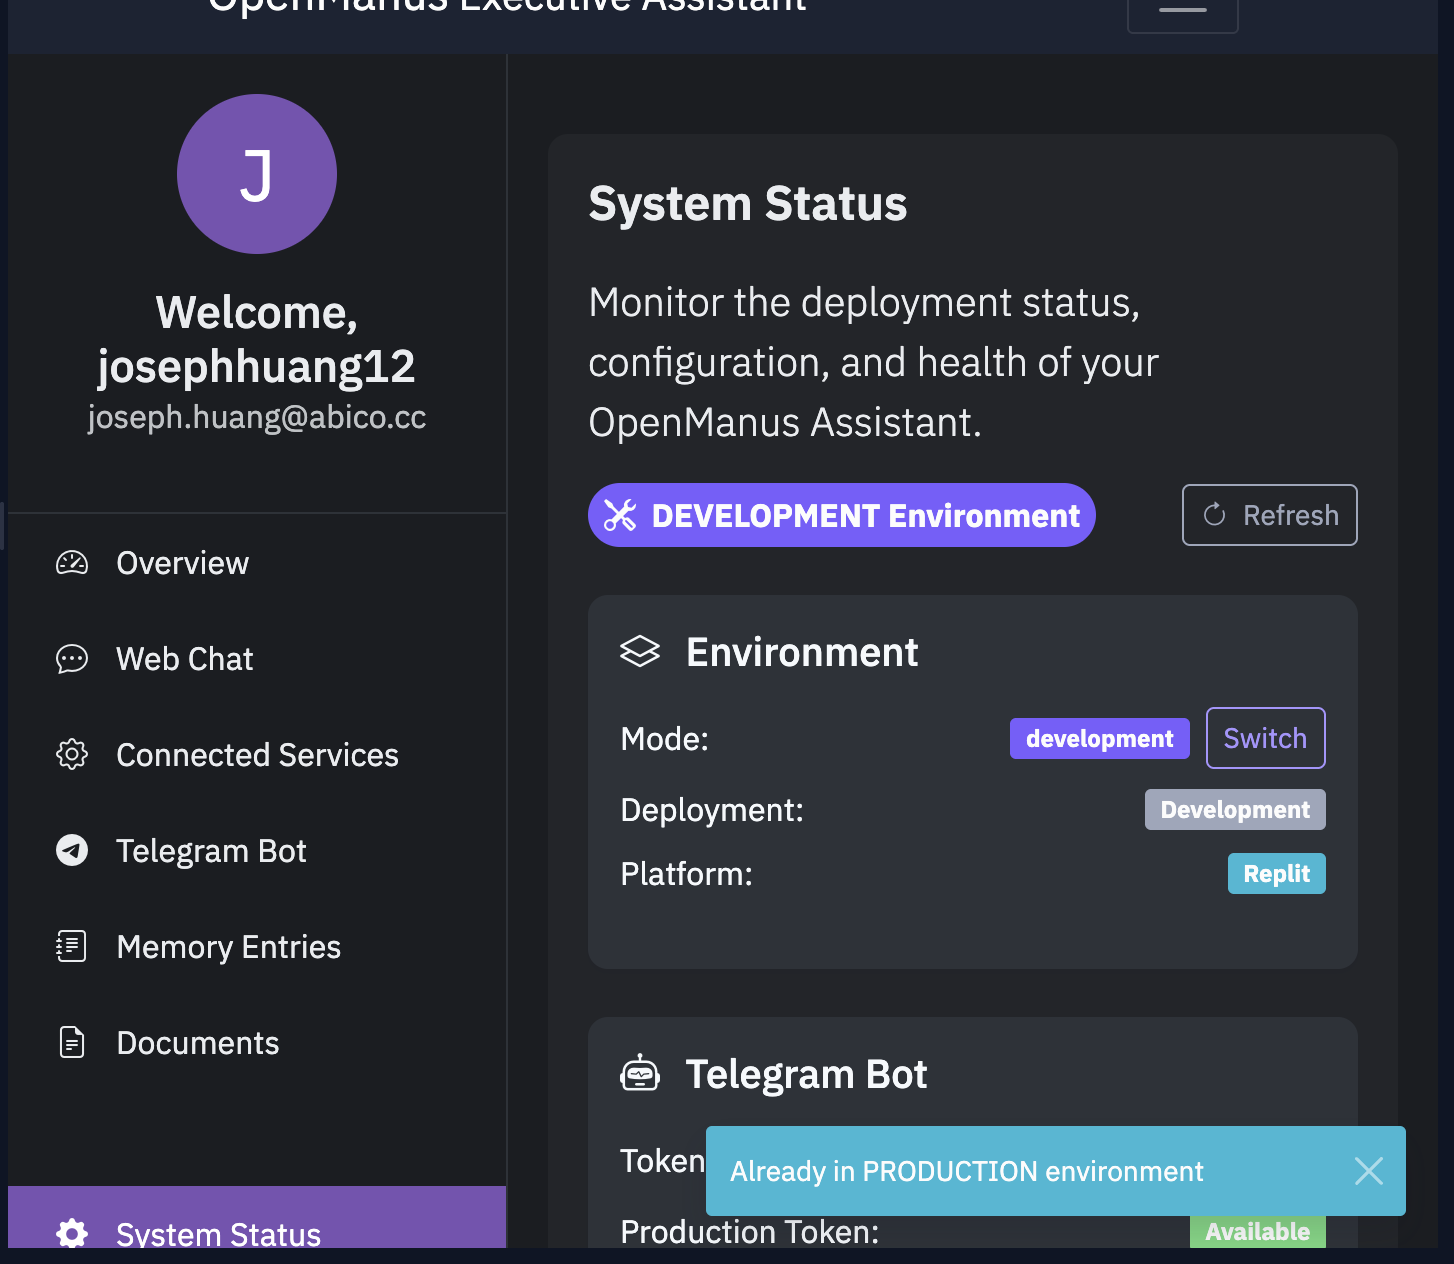 OpenManus Executive Assistant
J
Welcome,
josephhuang12
joseph.huang@abico.cc
Overview
Web Chat
Connected Services
Telegram Bot
Memory Entries
Documents
System Status
System Status
Monitor the deployment status,
configuration, and health of your
OpenManus Assistant.
DEVELOPMENT Environment
Refresh
Environment
Mode:
development
Switch
Deployment:
Development
Platform:
Replit
Telegram Bot
Token
Already in PRODUCTION environment
Production Token:
Available